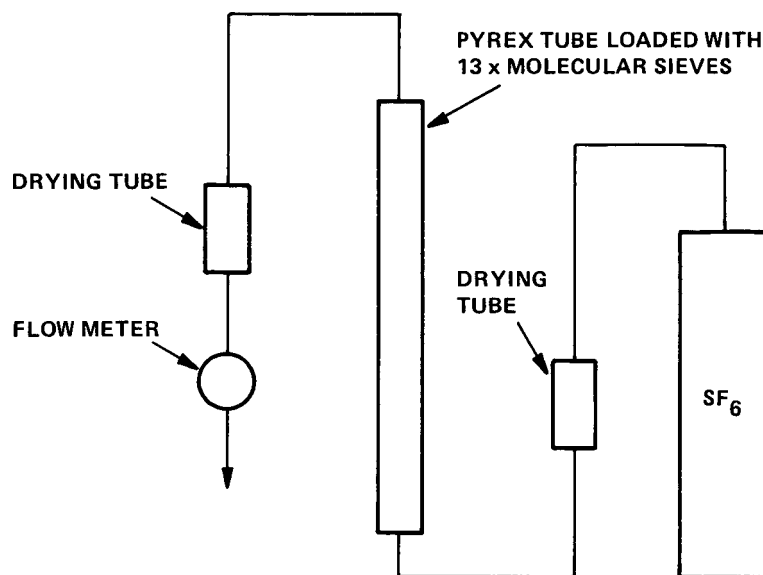 PYREX TUBE LOADED WITH
13 x MOLECULAR SIEVES
DRYING TUBE
DRYING
TUBE
FLOW METER
SF6